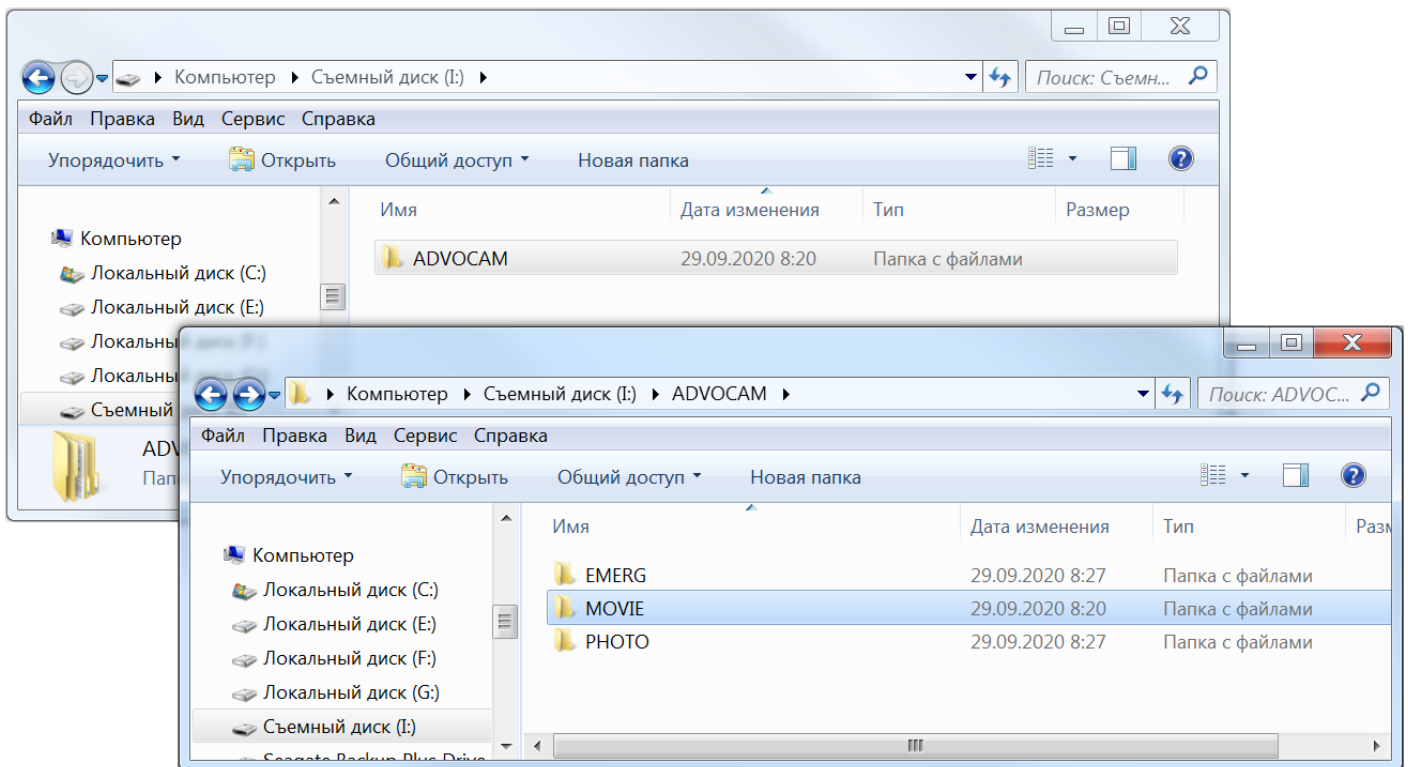 Компьютер Съемный диск (I:) Поиск: Съемн...
Файл Правка Вид Сервис Справка
Упорядочить Открыть Общий доступ Новая папка
Имя Дата изменения Тип Размер
Компьютер
ADVOCAM 29.09.2020 8:20 Папка с файлами
Локальный диск (C:)
Локальный диск (E:)
Локальны
Локальны
Съемный
ADV
Пап
Компьютер Съемный диск (I:) ADVOCAM Поиск: ADVOC...
Файл Правка Вид Сервис Справка
Упорядочить Открыть Общий доступ Новая папка
Имя Дата изменения Тип Разм
Компьютер
EMERG 29.09.2020 8:27 Папка с файлами
Локальный диск (C:)
MOVIE 29.09.2020 8:20 Папка с файлами
Локальный диск (E:)
PHOTO 29.09.2020 8:27 Папка с файлами
Локальный диск (F:)
Локальный диск (G:)
Съемный диск (I:)
Seagate Backup Plus Drive